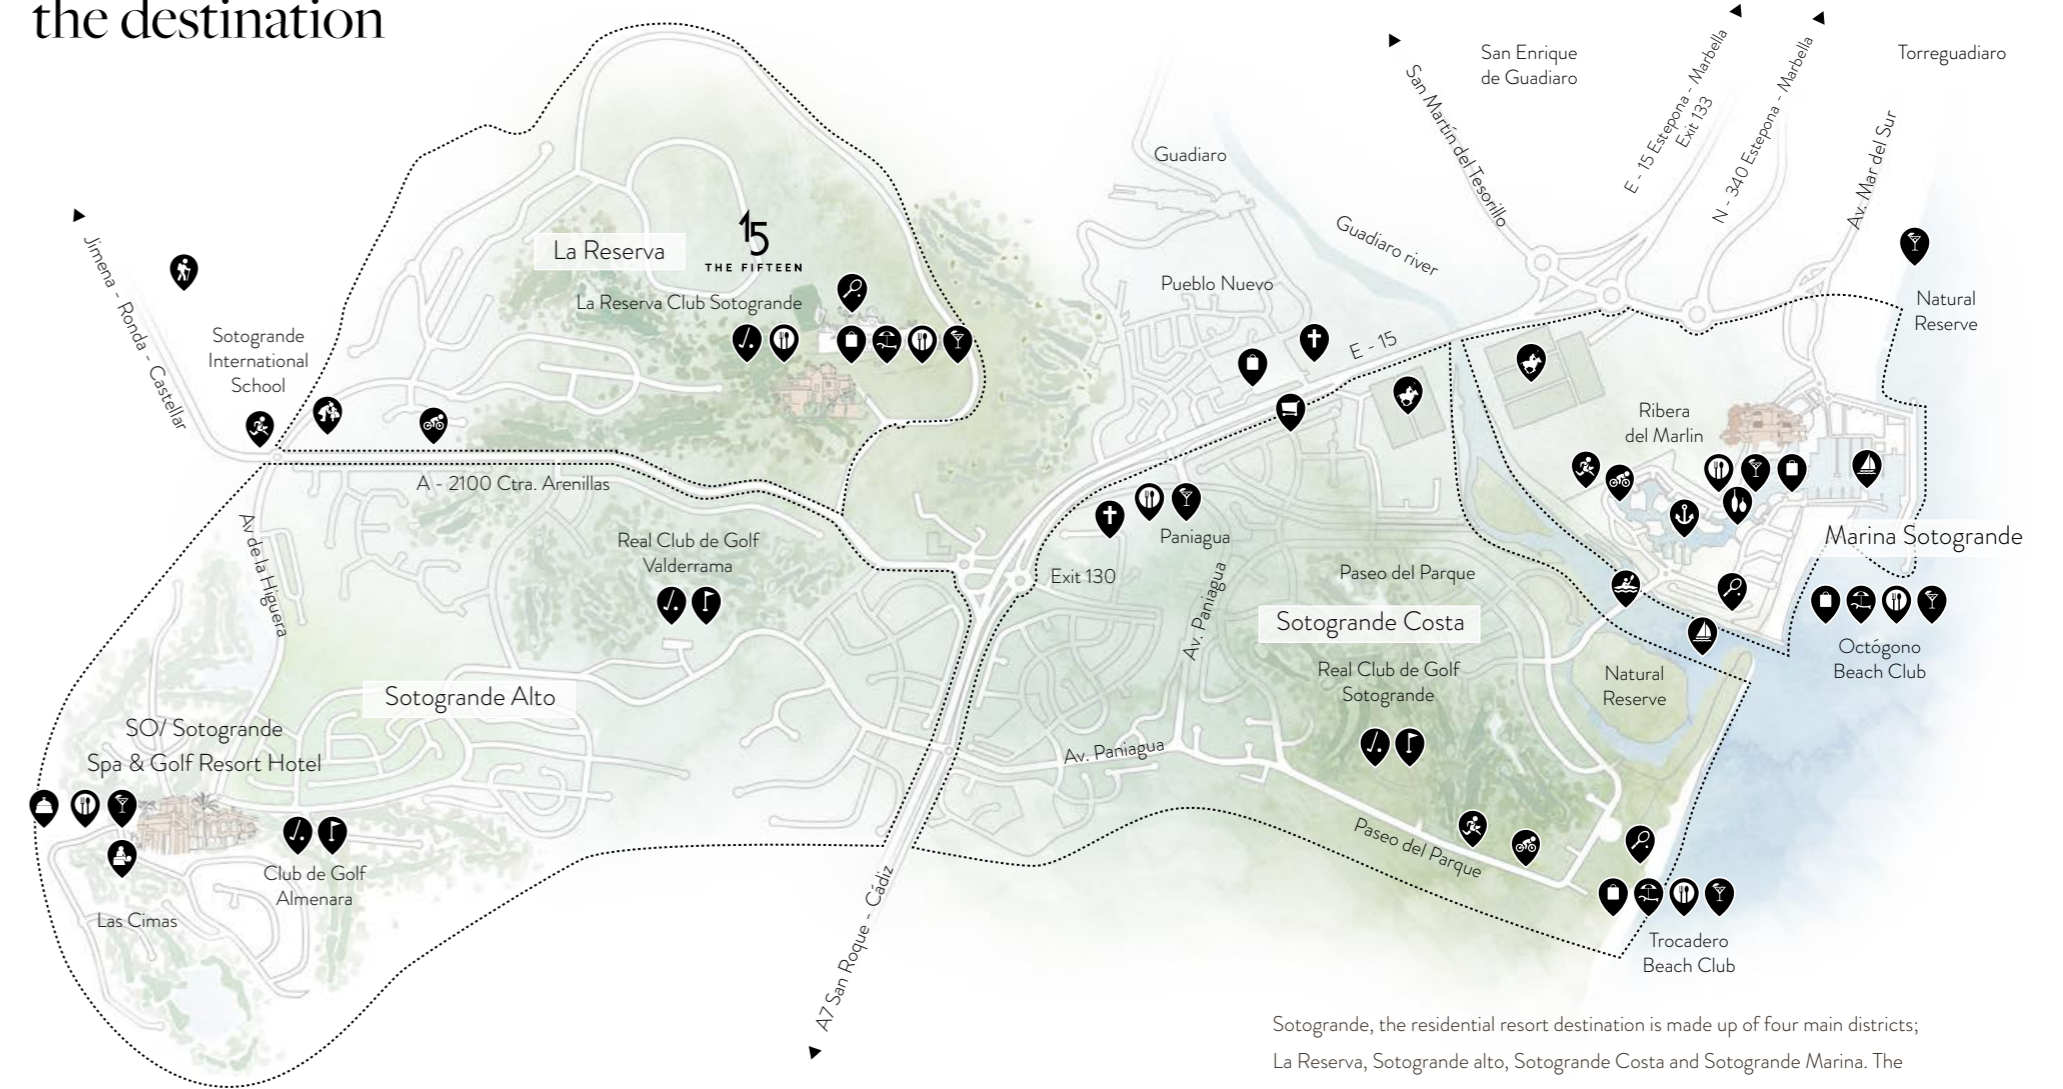 the destination
San Enrique
de Guadiaro
Torreguadiaro
E - 15 Estepona - Marbella
Exit 133
N - 340 Estepona - Marbella
San Martín del Tesorillo
Av. Mar del Sur
Guadiaro
Guadiaro river
Jimena - Ronda - Castellar
La Reserva
15
THE FIFTEEN
La Reserva Club Sotogrande
Pueblo Nuevo
Natural
Reserve
Sotogrande
International
School
E - 15
Ribera
del Marlin
A - 2100 Ctra. Arenillas
Av de la Higuera
Real Club de Golf
Valderrama
Paniagua
Marina Sotogrande
Exit 130
Paseo del Parque
Av. Paniagua
Sotogrande Costa
Real Club de Golf
Sotogrande
Natural
Reserve
Octógono
Beach Club
Sotogrande Alto
SO/ Sotogrande
Spa & Golf Resort Hotel
Av. Paniagua
Paseo del Parque
Club de Golf
Almenara
Las Cimas
A7 San Roque - Cádiz
Trocadero
Beach Club
Sotogrande, the residential resort destination is made up of four main districts;
La Reserva, Sotogrande alto, Sotogrande Costa and Sotogrande Marina. The